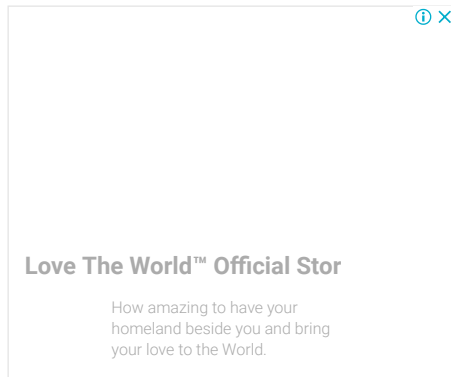 Love The World™ Official Stor
How amazing to have your
homeland beside you and bring
your love to the World.